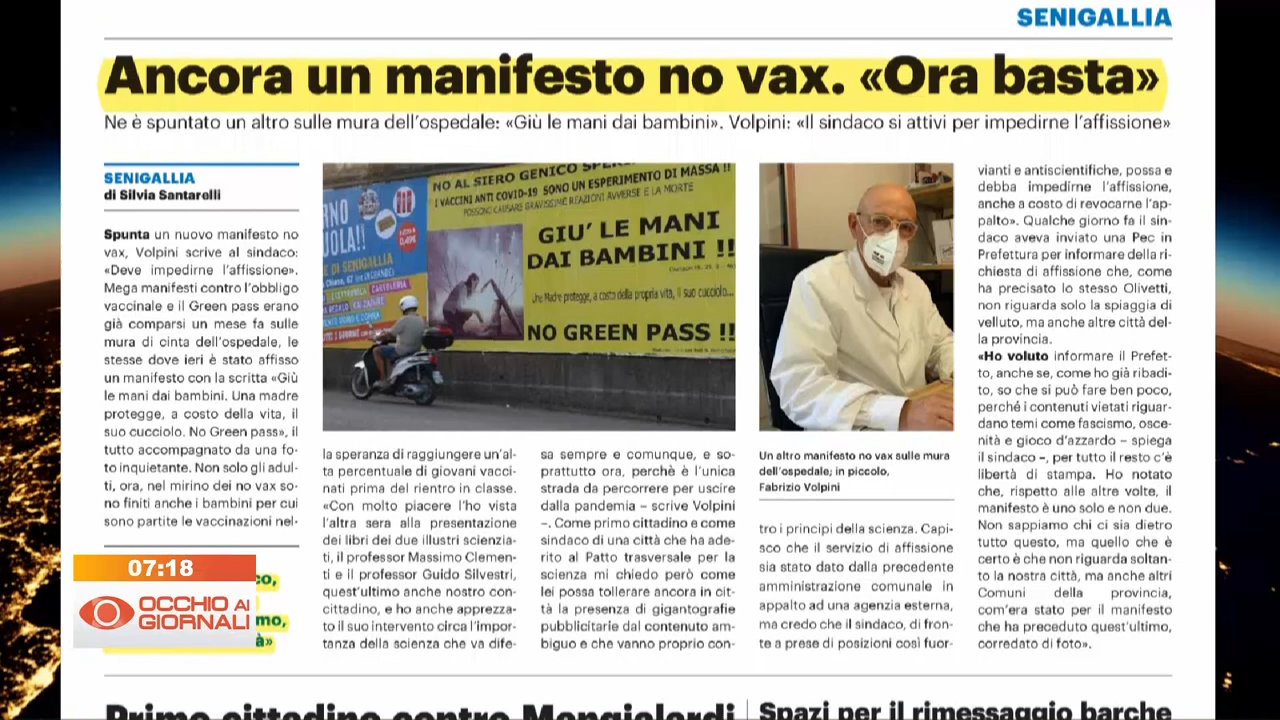 SENIGALLIA
Ancora un manifesto no vax. «Ora basta»
Ne è spuntato un altro sulle mura dell'ospedale: «Giù le mani dai bambini». Volpini: «Il sindaco si attivi per impedirne l'affissione»
SENIGALLIA
di Silvia Santarelli
Spunta un nuovo manifesto no
vax, Volpini scrive al sindaco:
«Deve impedirne l'affissione».
Mega manifesti contro l'obbligo
vaccinale e il Green pass erano
già comparsi un mese fa sulle
mura di cinta dell'ospedale, le
stesse dove ieri è stato affisso
un manifesto con la scritta «Giù
le mani dai bambini. Una madre
protegge, a costo della vita, il
suo cucciolo. No Green pass», il
tutto accompagnato da una fo-
to inquietante. Non solo gli adul-
ti, ora, nel mirino dei no vax so-
no finiti anche i bambini per cui
sono partite le vaccinazioni nel-
co,
mo,
à»
07:18
OCCHIO AI
GIORNALI
NO AL SIERO GENICO
I VACCINI ANTI COVID-19 SONO UN ESPERIMENTO DI MASSA !!
POSSONO CAUSARE GRAVISSIME REAZIONI AVVERSE E LA MORTE
GIU' LE MANI
DAI BAMBINI !!
Una Madre protegge, a costo della propria vita, il suo cucciolo...
NO GREEN PASS !!
DI SENIGALLIA
la speranza di raggiungere un'al-
ta percentuale di giovani vacci-
nati prima del rientro in classe.
«Con molto piacere l'ho vista
l'altra sera alla presentazione
dei libri dei due illustri scienzia-
ti, il professor Massimo Clemen-
ti e il professor Guido Silvestri,
quest'ultimo anche nostro con-
cittadino, e ho anche apprezza-
to il suo intervento circa l'impor-
tanza della scienza che va dife-
sa sempre e comunque, e so-
prattutto ora, perchè è l'unica
strada da percorrere per uscire
dalla pandemia – scrive Volpini
–. Come primo cittadino e come
sindaco di una città che ha ade-
rito al Patto trasversale per la
scienza mi chiedo però come
lei possa tollerare ancora in cit-
tà la presenza di gigantografie
pubblicitarie dal contenuto am-
biguo e che vanno proprio con-
Un altro manifesto no vax sulle mura
dell'ospedale; in piccolo,
Fabrizio Volpini
tro i principi della scienza. Capi-
sco che il servizio di affissione
sia stato dato dalla precedente
amministrazione comunale in
appalto ad una agenzia esterna,
ma credo che il sindaco, di fron-
te a prese di posizioni così fuor-
vianti e antiscientifiche, possa e
debba impedirne l'affissione,
anche a costo di revocarne l'ap-
palto». Qualche giorno fa il sin-
daco aveva inviato una Pec in
Prefettura per informare della ri-
chiesta di affissione che, come
ha precisato lo stesso Olivetti,
non riguarda solo la spiaggia di
velluto, ma anche altre città del-
la provincia.
«Ho voluto informare il Prefet-
to, anche se, come ho già ribadi-
to, so che si può fare ben poco,
perché i contenuti vietati riguar-
dano temi come fascismo, osce-
nità e gioco d'azzardo – spiega
il sindaco –, per tutto il resto c'è
libertà di stampa. Ho notato
che, rispetto alle altre volte, il
manifesto è uno solo e non due.
Non sappiamo chi ci sia dietro
tutto questo, ma quello che è
certo è che non riguarda soltan-
to la nostra città, ma anche altri
Comuni della provincia,
com'era stato per il manifesto
che ha preceduto quest'ultimo,
corredato di foto».
Primo cittadino contro Mangialardi
Spazi per il rimessaggio barche